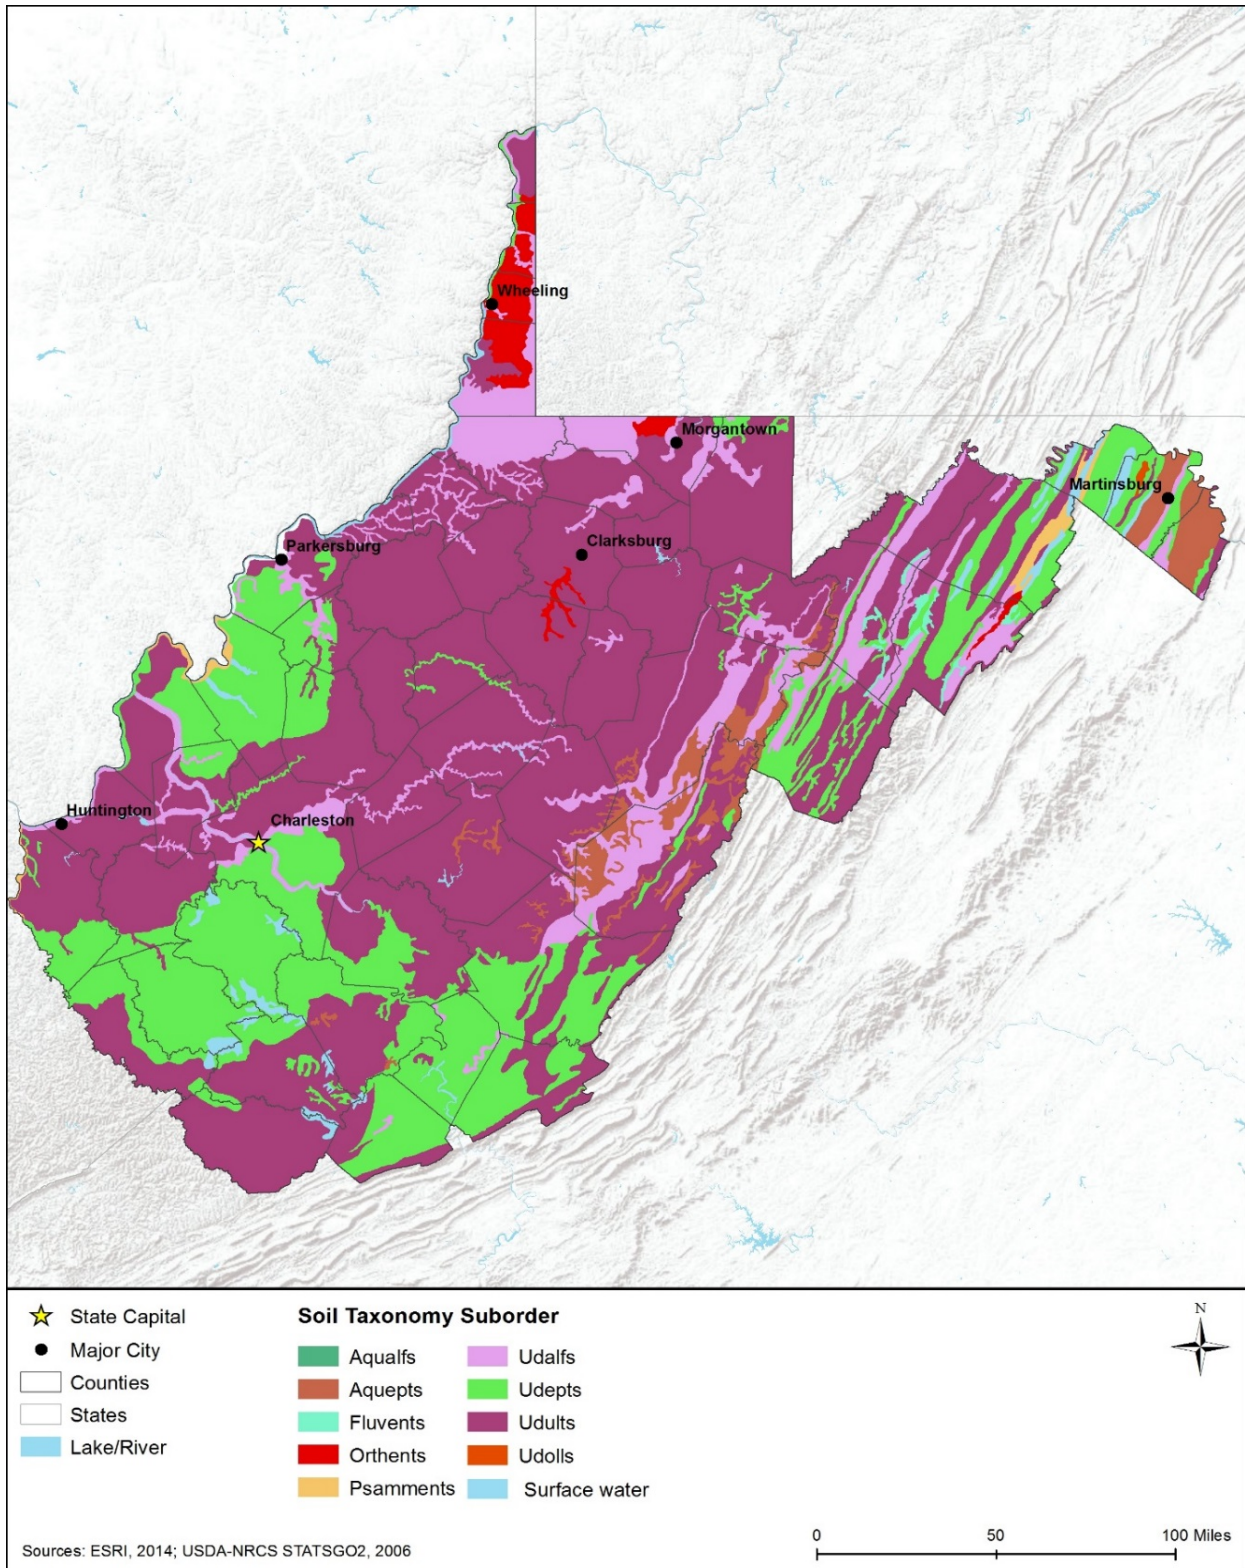 Wheeling
Morgantown
Martinsburg
Parkersburg
Clarksburg
Huntington
Charleston
State Capital
Major City
Counties
States
Lake/River
Soil Taxonomy Suborder
Aqualfs
Aquepts
Fluvents
Orthents
Psamments
Udalfs
Udepts
Udults
Udolls
Surface water
N
0 50 100 Miles
Sources: ESRI, 2014; USDA-NRCS STATSGO2, 2006